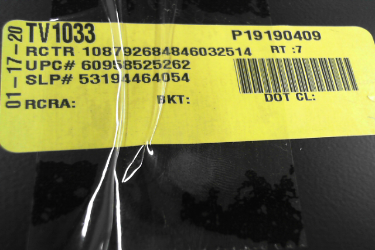 01-17-20
TV1033 P19190409
RCTR 108792684846032514 RT :7
UPC# 60958525262
SLP# 53194464054
RCRA: BKT: DOT CL: